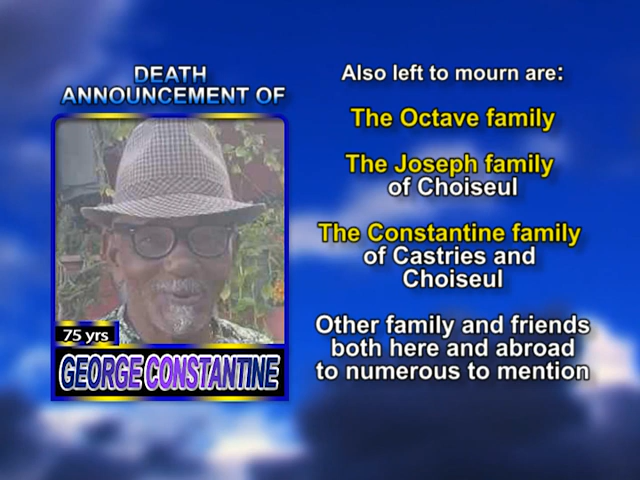 DEATH
ANNOUNCEMENT OF
75 yrs
GEORGE CONSTANTINE
Also left to mourn are:
The Octave family
The Joseph family
of Choiseul
The Constantine family
of Castries and
Choiseul
Other family and friends
both here and abroad
to numerous to mention